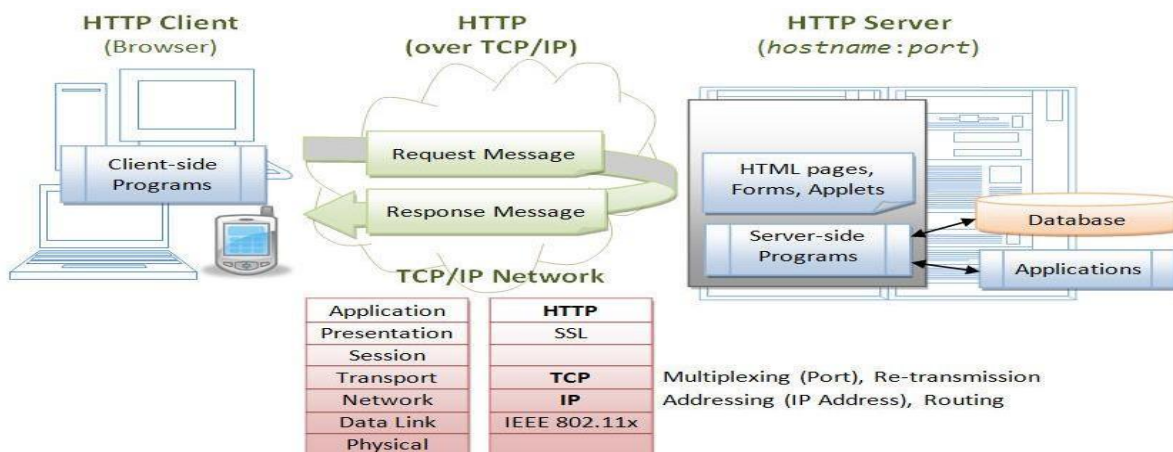 HTTP Client
(Browser)
HTTP
(over TCP/IP)
HTTP Server
(hostname:port)
Client-side
Programs
Request Message
Response Message
HTML pages,
Forms, Applets
Server-side
Programs
Database
Applications
TCP/IP Network
Application HTTP
Presentation SSL
Session
Transport TCP Multiplexing (Port), Re-transmission
Network IP Addressing (IP Address), Routing
Data Link IEEE 802.11x
Physical